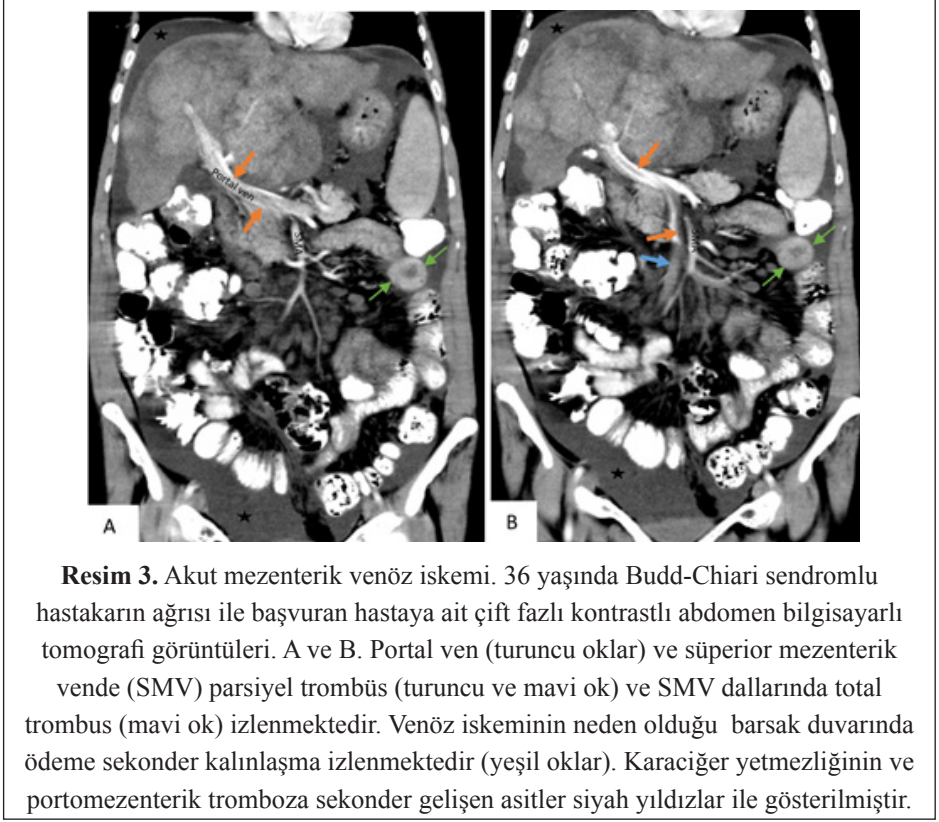 Portal ven
SMA
A
B
Resim 3. Akut mezenterik venöz iskemi. 36 yaşında Budd-Chiari sendromlu
hastakarın ağrısı ile başvuran hastaya ait çift fazlı kontrastlı abdomen bilgisayarlı
tomografi görüntüleri. A ve B. Portal ven (turuncu oklar) ve süperior mezenterik
vende (SMV) parsiyel trombüs (turuncu ve mavi ok) ve SMV dallarında total
trombus (mavi ok) izlenmektedir. Venöz iskeminin neden olduğu barsak duvarında
ödeme sekonder kalınlaşma izlenmektedir (yeşil oklar). Karaciğer yetmezliğinin ve
portomezenterik tromboza sekonder gelişen asitler siyah yıldızlar ile gösterilmiştir.